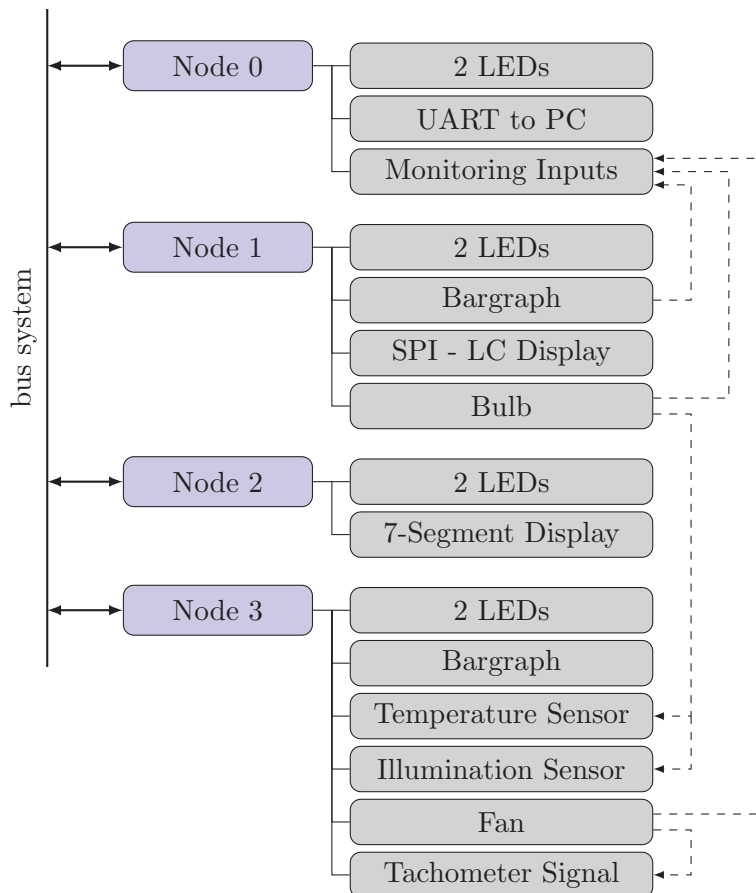 bus system
Node 0
2 LEDs
UART to PC
Monitoring Inputs
Node 1
2 LEDs
Bargraph
SPI - LC Display
Bulb
Node 2
2 LEDs
7-Segment Display
Node 3
2 LEDs
Bargraph
Temperature Sensor
Illumination Sensor
Fan
Tachometer Signal